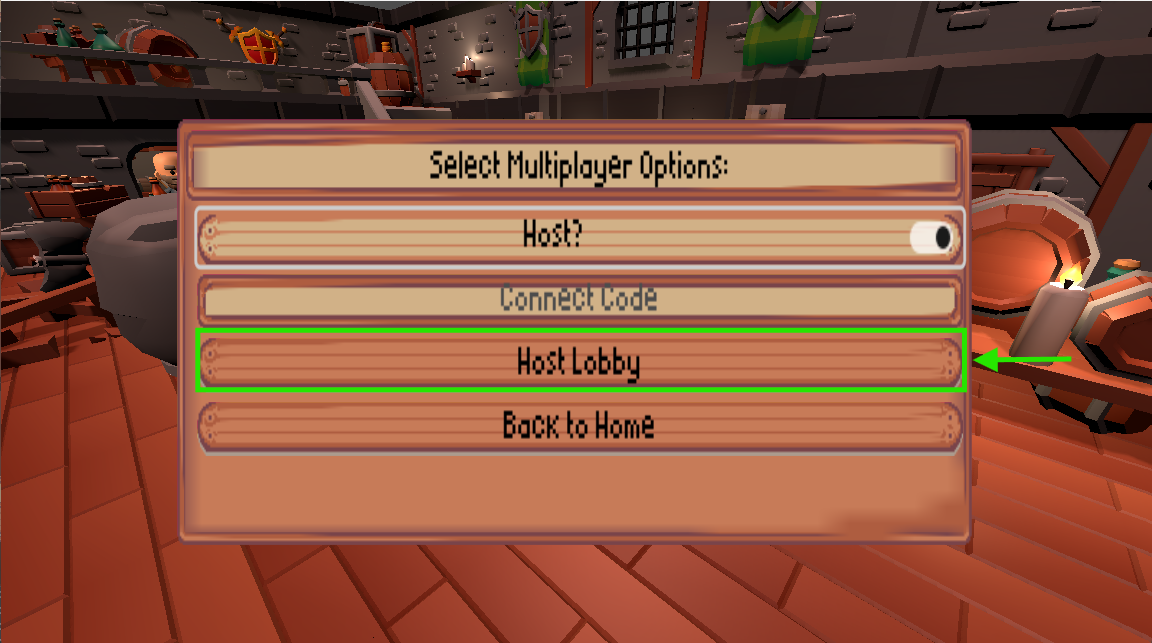 Select Multiplayer Options:
Host?
Connect Code
Host Lobby
Back to Home